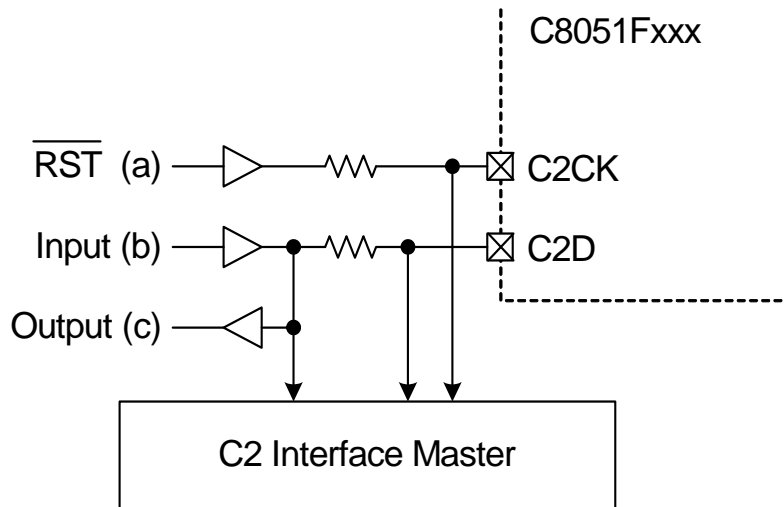 C8051Fxxx
RST (a)
C2CK
Input (b)
C2D
Output (c)
C2 Interface Master